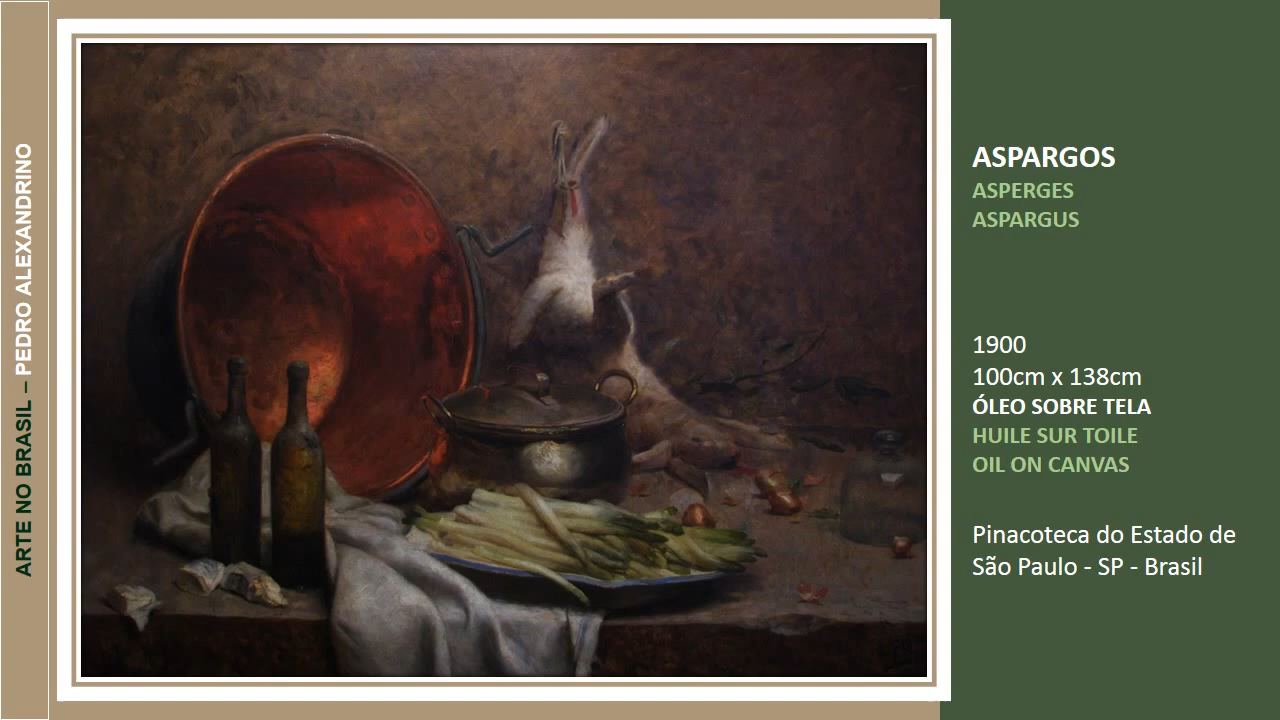 ARTE NO BRASIL – PEDRO ALEXANDRINO
ASPARGOS
ASPERGES
ASPARGUS
1900
100cm x 138cm
ÓLEO SOBRE TELA
HUILE SUR TOILE
OIL ON CANVAS
Pinacoteca do Estado de
São Paulo - SP - Brasil